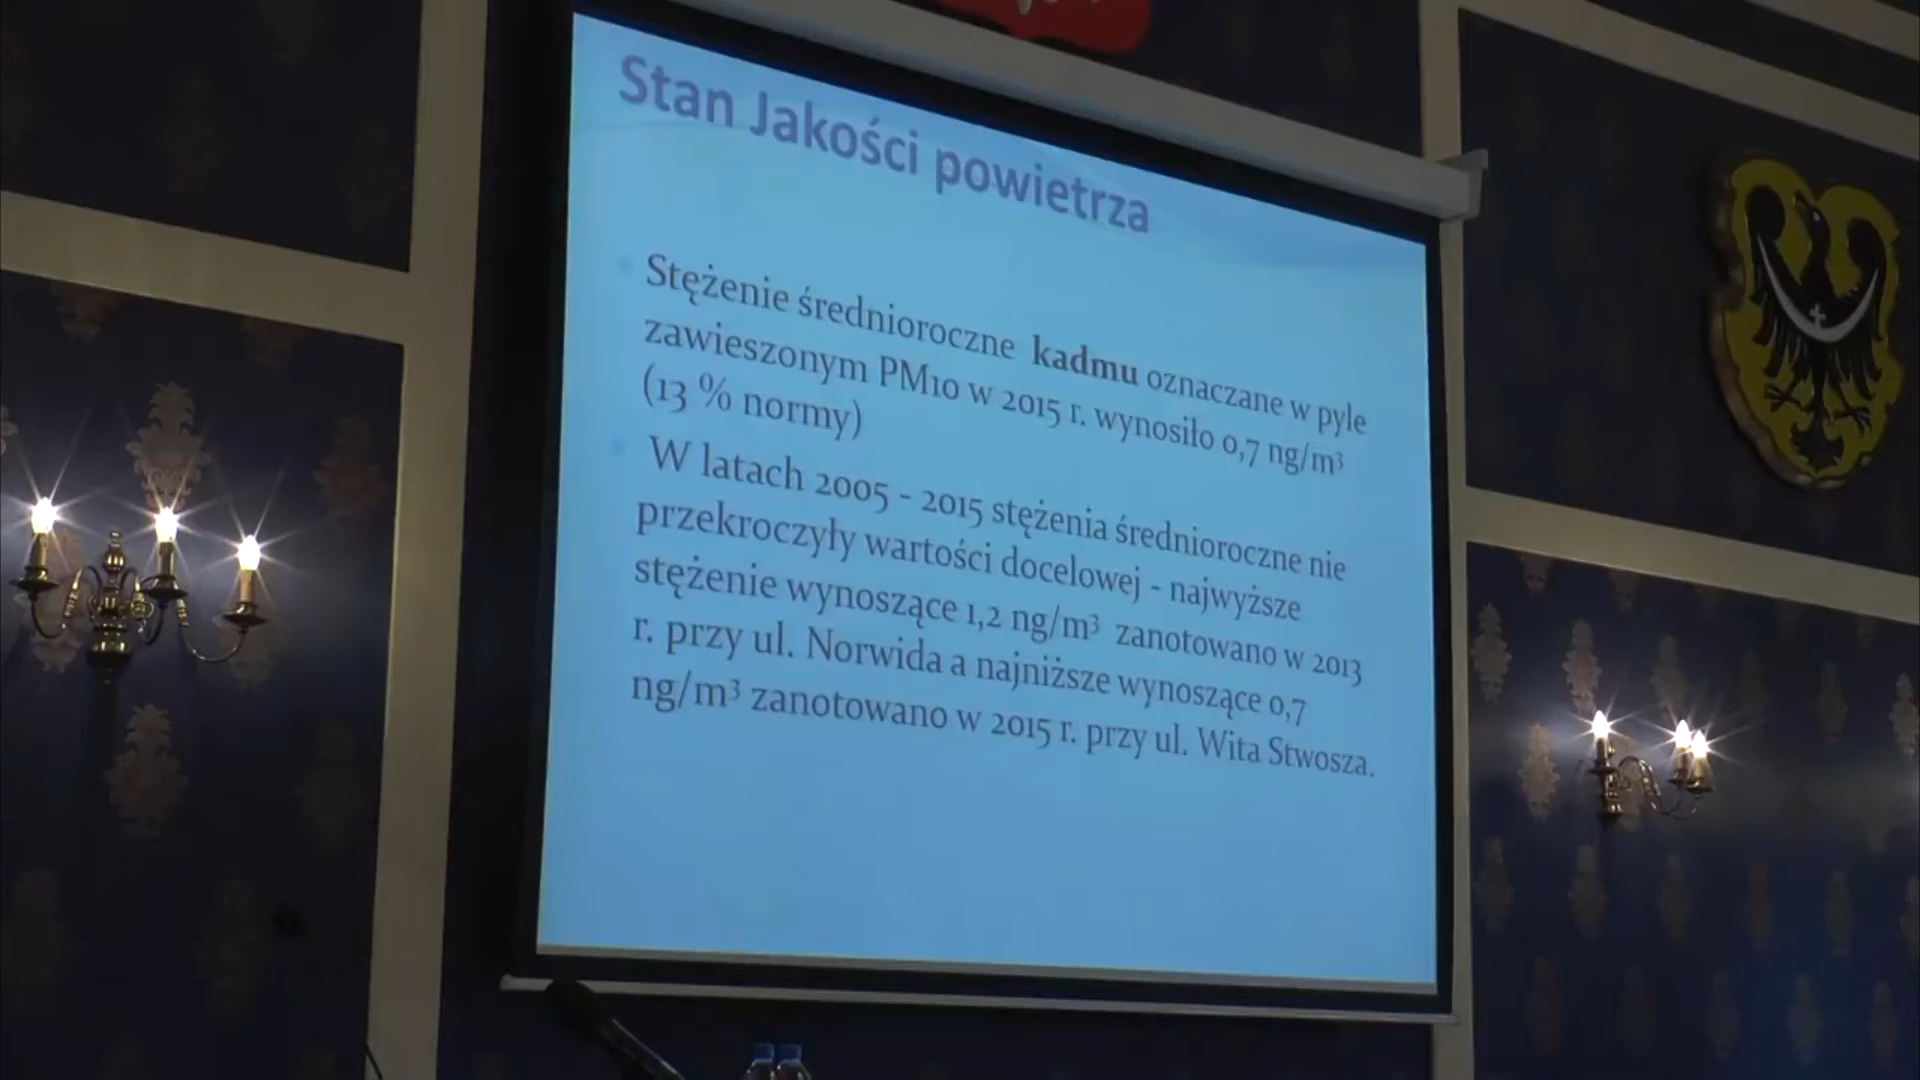 Stan Jakości powietrza
Stężenie średnioroczne kadmu oznaczane w pyle
zawieszonym PM10 w 2015 r. wynosiło 0,7 ng/m³
(13 % normy)
W latach 2005 - 2015 stężenia średnioroczne nie
przekroczyły wartości docelowej - najwyższe
stężenie wynoszące 1,2 ng/m³ zanotowano w 2013
r. przy ul. Norwida a najniższe wynoszące 0,7
ng/m³ zanotowano w 2015 r. przy ul. Wita Stwosza.